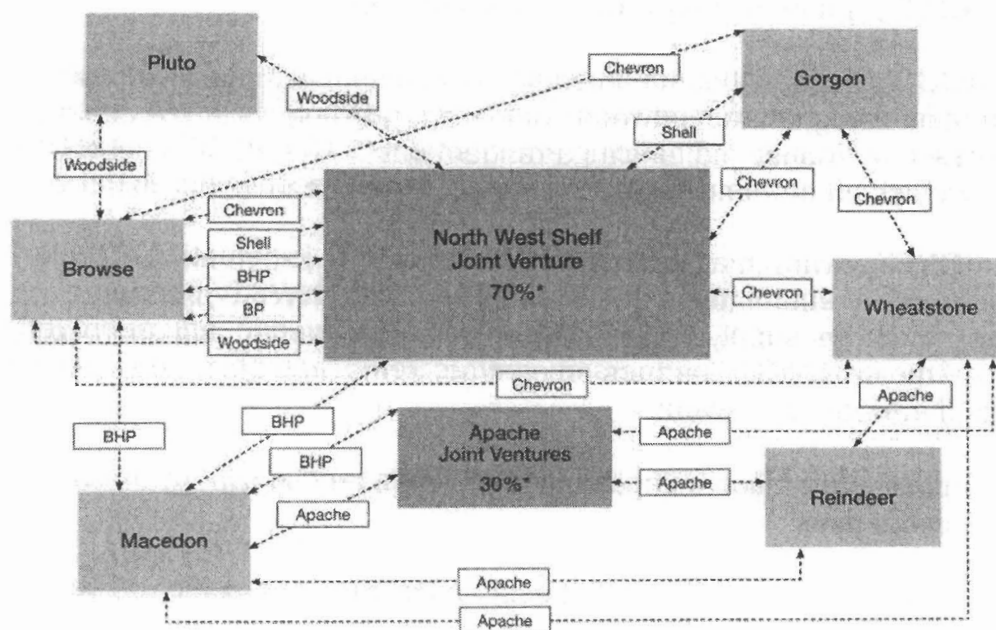 Pluto
Chevron
Gorgon
Woodside
Shell
Woodside
Chevron
Chevron
Chevron
North West Shelf
Joint Venture
70%*
Shell
Browse
BHP
BP
Chevron
Wheatstone
Woodside
Chevron
Apache
BHP
BHP
BHP
Apache
Joint Ventures
30%*
Apache
Apache
Reindeer
Apache
Macedon
Apache
Apache